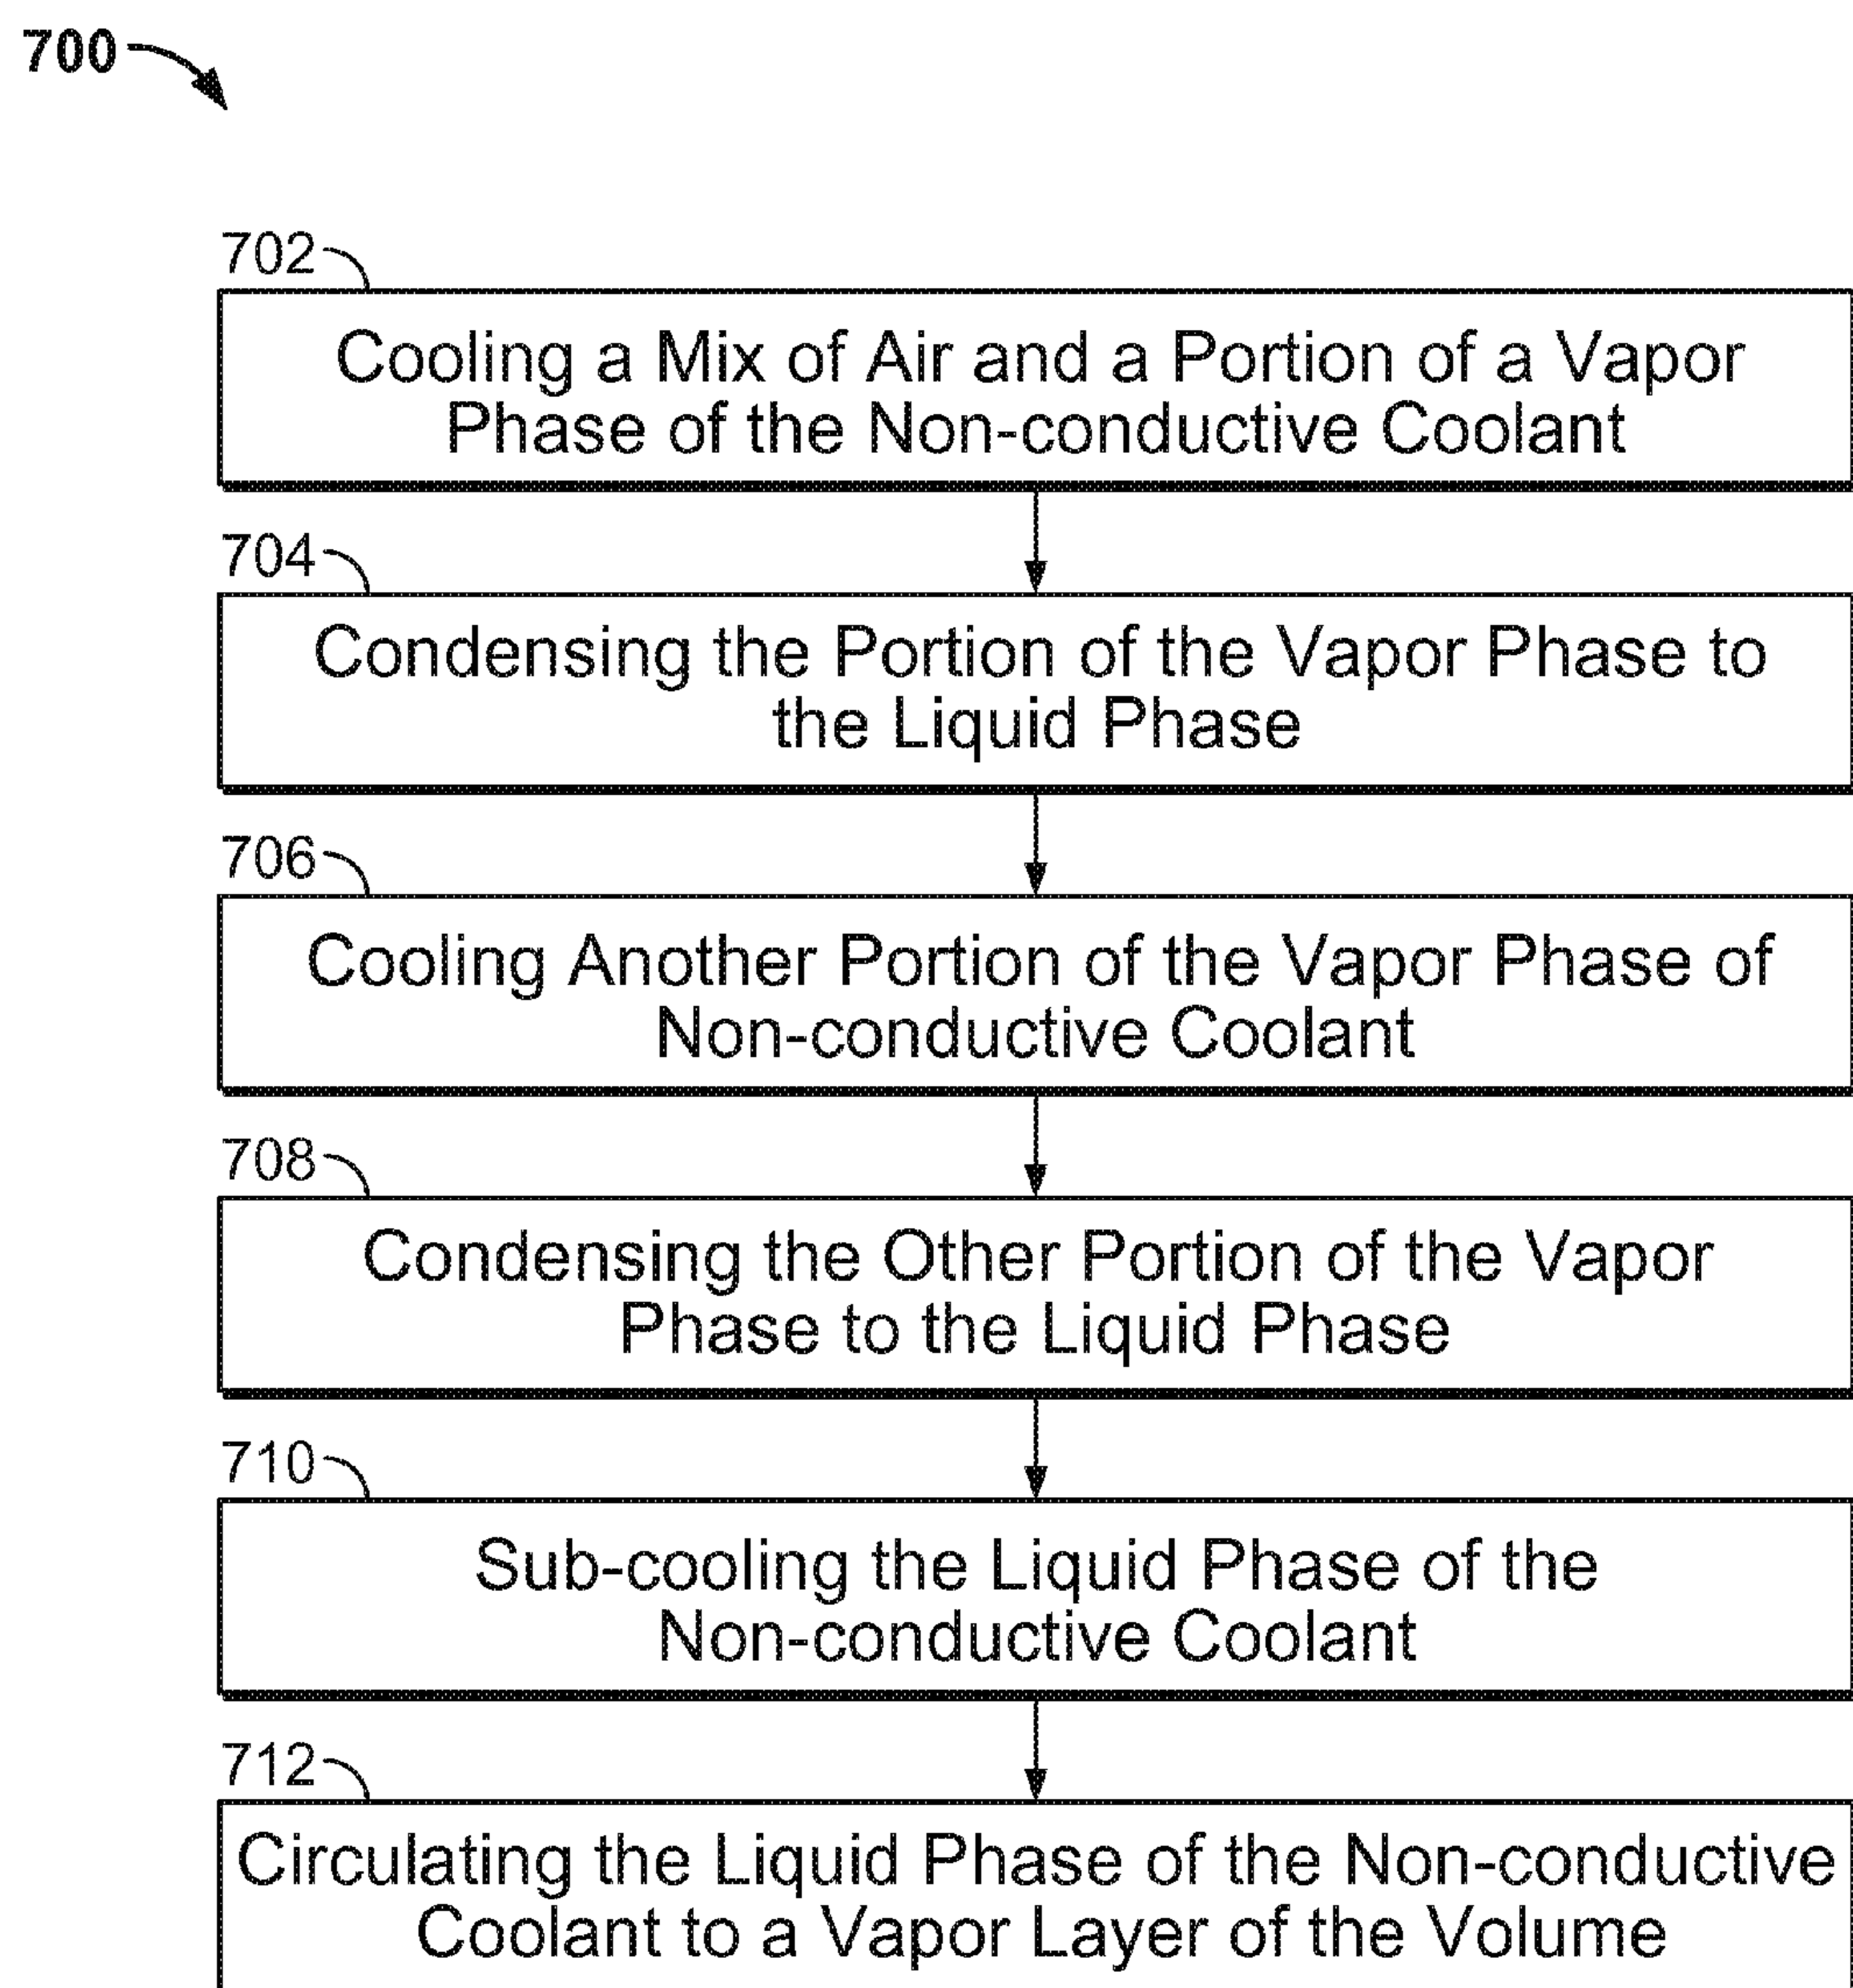 700
702
Cooling a Mix of Air and a Portion of a Vapor
Phase of the Non-conductive Coolant
704
Condensing the Portion of the Vapor Phase to
the Liquid Phase
706
Cooling Another Portion of the Vapor Phase of
Non-conductive Coolant
708
Condensing the Other Portion of the Vapor
Phase to the Liquid Phase
710
Sub-cooling the Liquid Phase of the
Non-conductive Coolant
712
Circulating the Liquid Phase of the Non-conductive
Coolant to a Vapor Layer of the Volume